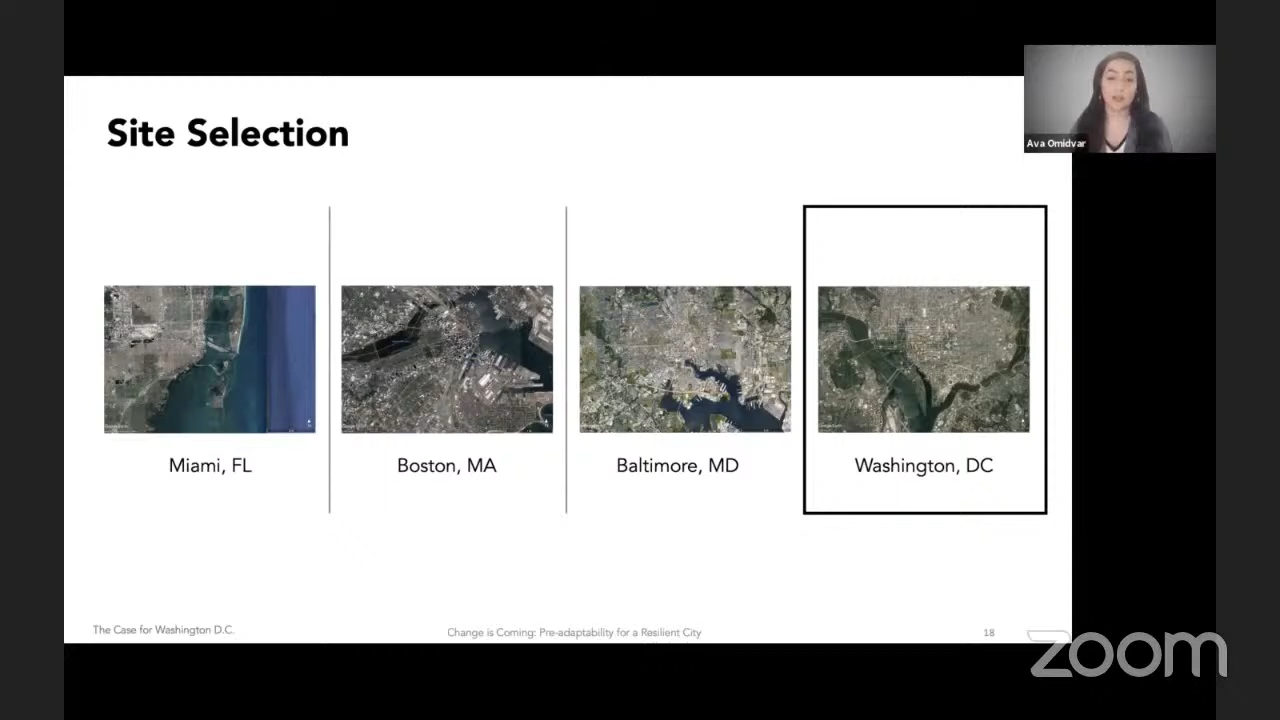 Site Selection
Ava Omidvar
Miami, FL
Boston, MA
Baltimore, MD
Washington, DC
The Case for Washington D.C.
Change is Coming: Pre-adaptability for a Resilient City
18
zoom